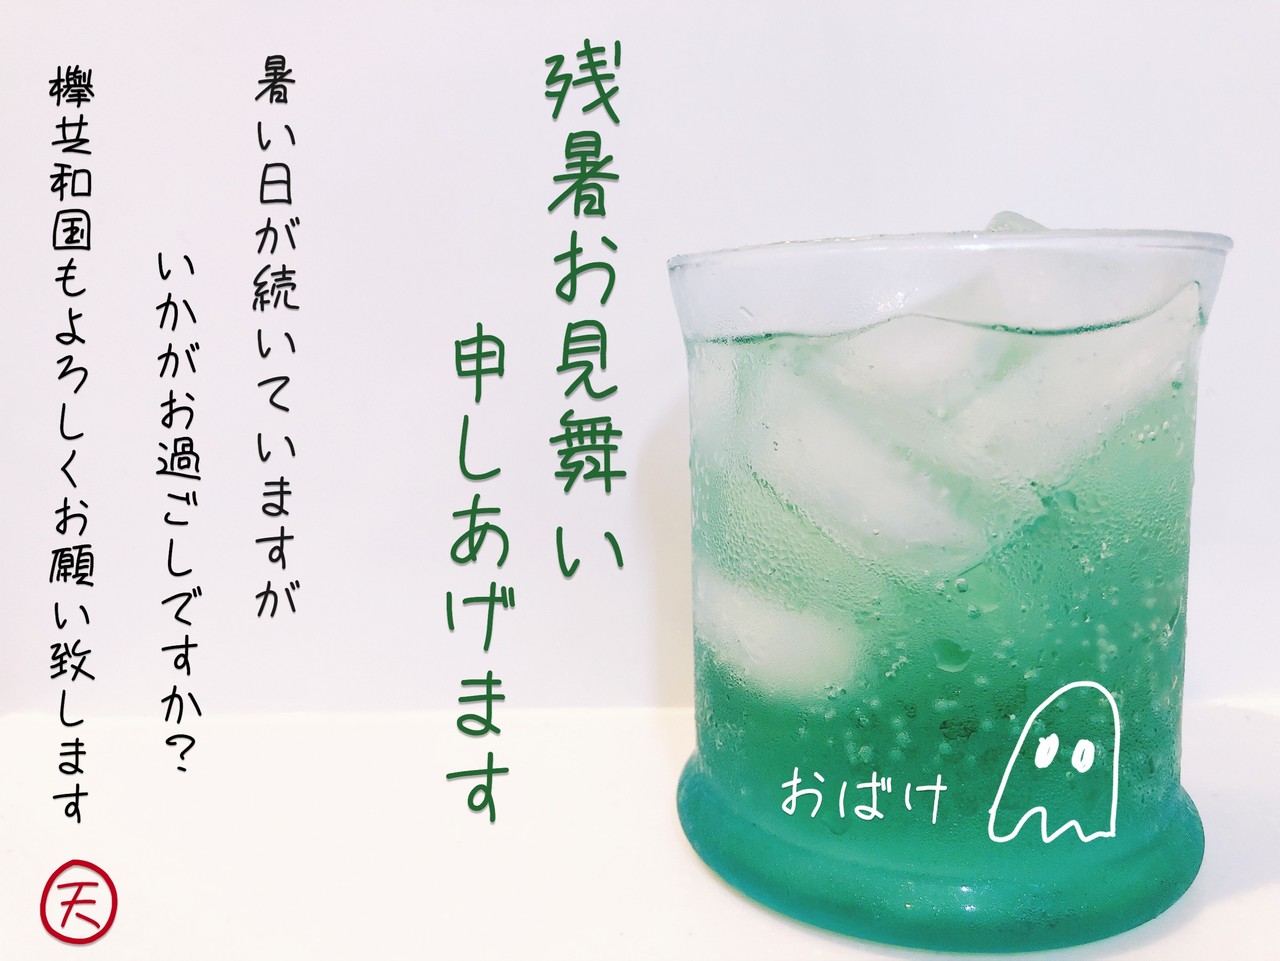 残暑お見舞い
申しあげます
暑い日が続いていますが
いかがお過ごしですか?
欅共和国もよろしくお願い致します
天
おばけ